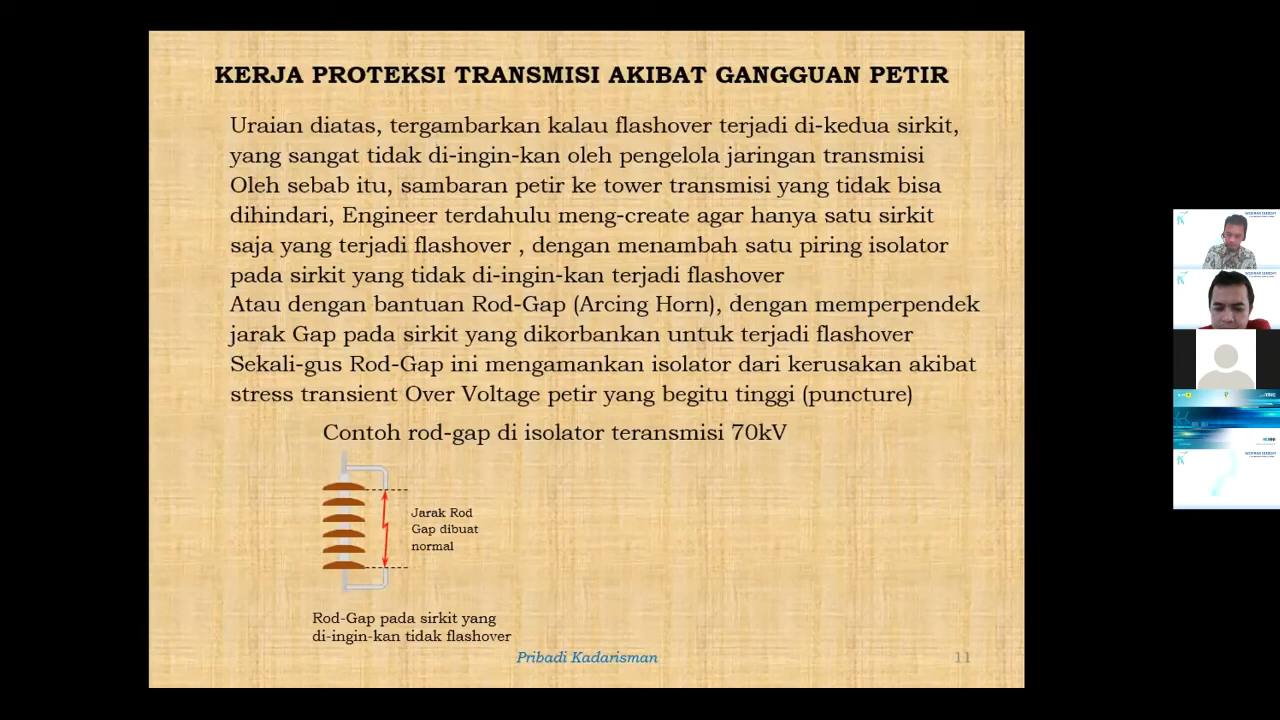 KERJA PROTEKSI TRANSMISI AKIBAT GANGGUAN PETIR
Uraian diatas, tergambarkan kalau flashover terjadi di-kedua sirkit,
yang sangat tidak di-ingin-kan oleh pengelola jaringan transmisi
Oleh sebab itu, sambaran petir ke tower transmisi yang tidak bisa
dihindari, Engineer terdahulu meng-create agar hanya satu sirkit
saja yang terjadi flashover , dengan menambah satu piring isolator
pada sirkit yang tidak di-ingin-kan terjadi flashover
Atau dengan bantuan Rod-Gap (Arcing Horn), dengan memperpendek
jarak Gap pada sirkit yang dikorbankan untuk terjadi flashover
Sekali-gus Rod-Gap ini mengamankan isolator dari kerusakan akibat
stress transient Over Voltage petir yang begitu tinggi (puncture)
Contoh rod-gap di isolator teransmisi 70kV
Jarak Rod
Gap dibuat
normal
Rod-Gap pada sirkit yang
di-ingin-kan tidak flashover
Pribadi Kadarisman
11